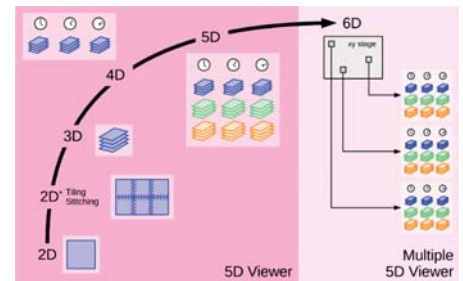 6D
xy stage
5D
4D
3D
2D* Tiling
Stitching
2D
5D Viewer
Multiple
5D Viewer